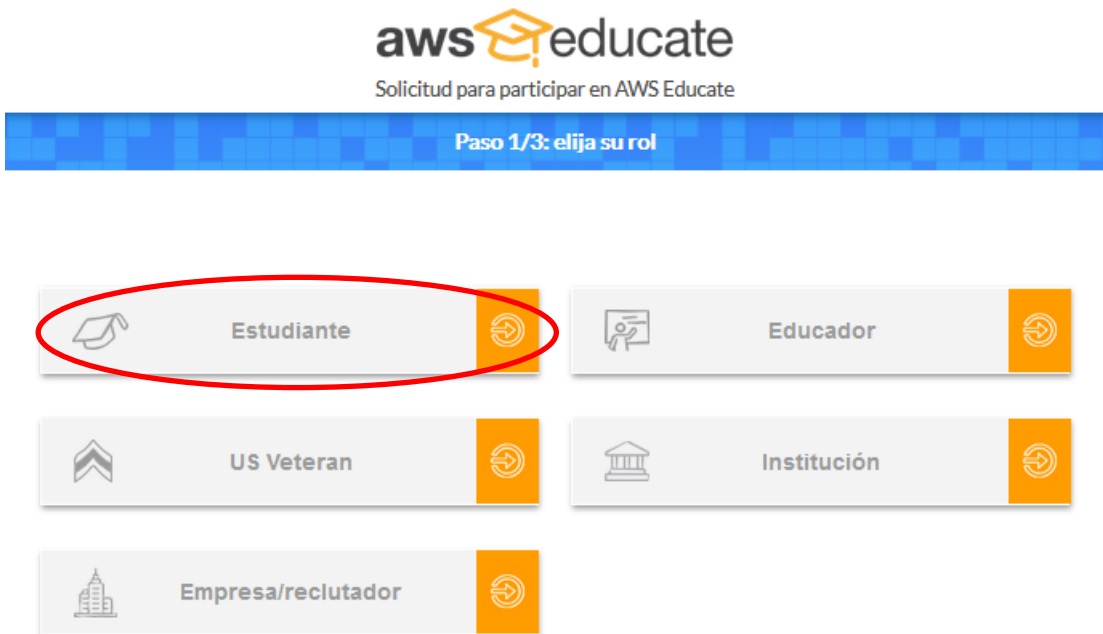 aws educate
Solicitud para participar en AWS Educate
Paso 1/3: elija su rol
Estudiante
Educador
US Veteran
Institución
Empresa/reclutador